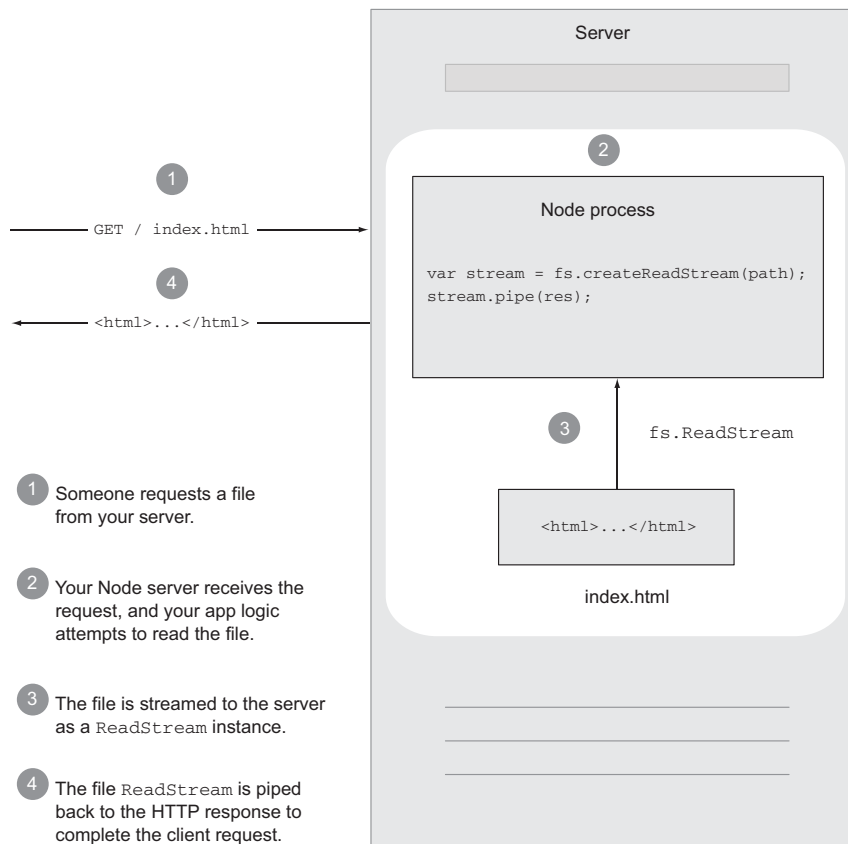 Server
2
1
Node process
GET / index.html
var stream = fs.createReadStream(path);
stream.pipe(res);
4
<html>...</html>
3
fs.ReadStream
<html>...</html>
index.html
1 Someone requests a file
from your server.
2 Your Node server receives the
request, and your app logic
attempts to read the file.
3 The file is streamed to the server
as a ReadStream instance.
4 The file ReadStream is piped
back to the HTTP response to
complete the client request.